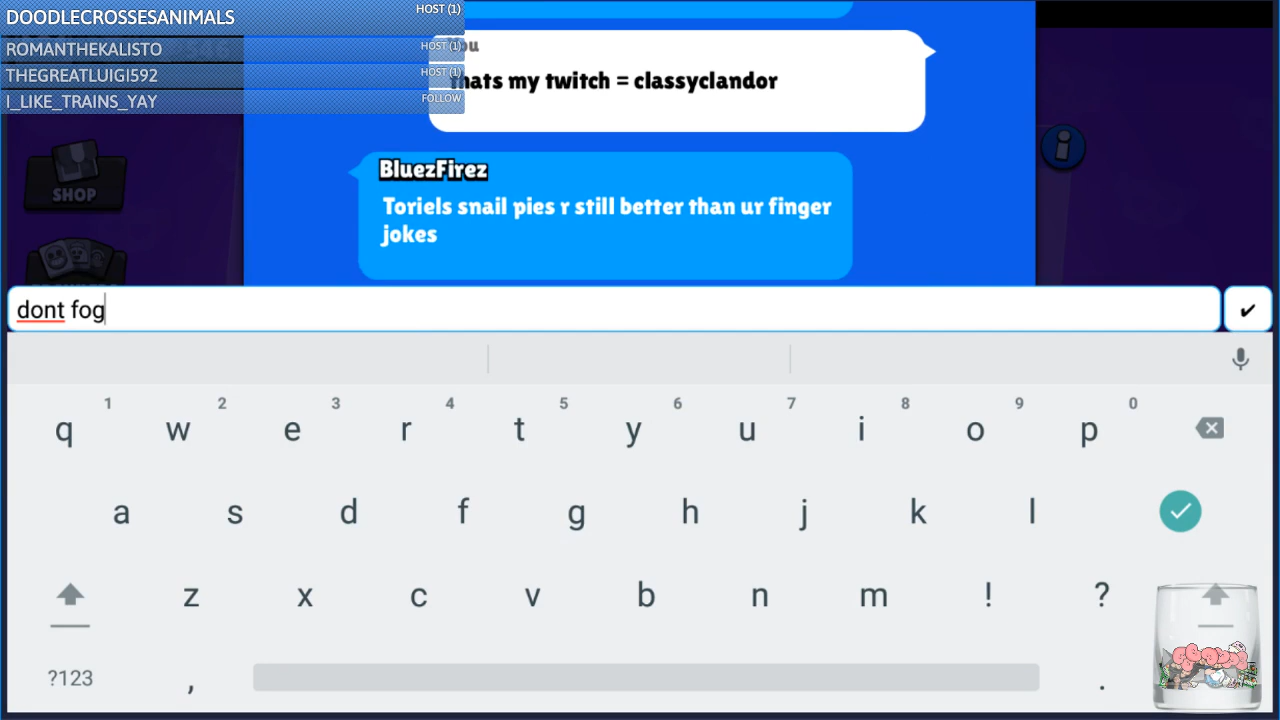 DOODLECROSSESANIMALS
HOST (1)
ROMANTHEKALISTO
HOST (1)
THEGREATLUIGI592
HOST (1)
I_LIKE_TRAINS_YAY
FOLLOW
You
thats my twitch = classyclandor
BluezFirez
Toriels snail pies r still better than ur finger
jokes
SHOP
dont fog
✔
1 2 3 4 5 6 7 8 9 0
q w e r t y u i o p
a s d f g h j k l
z x c v b n m ! ?
?123 , .